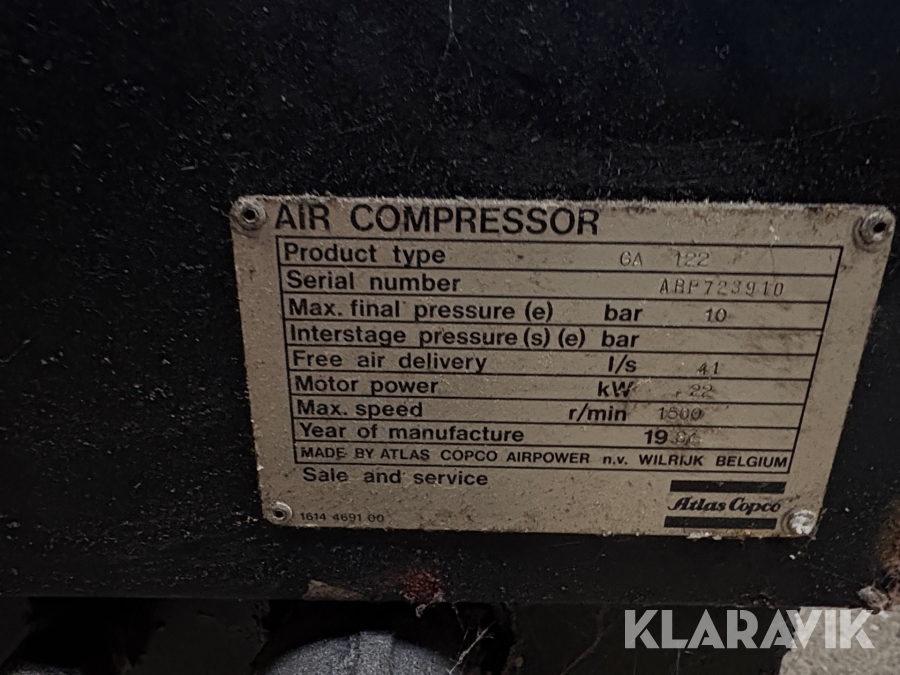 AIR COMPRESSOR
Product type GA 122
Serial number ARP723910
Max. final pressure (e) bar 10
Interstage pressure (s) (e) bar
Free air delivery l/s 41
Motor power kW 22
Max. speed r/min 1500
Year of manufacture 19
MADE BY ATLAS COPCO AIRPOWER n.v. WILRIJK BELGIUM
Sale and service
Atlas Copco
1614 4691 00
KLARAVIK